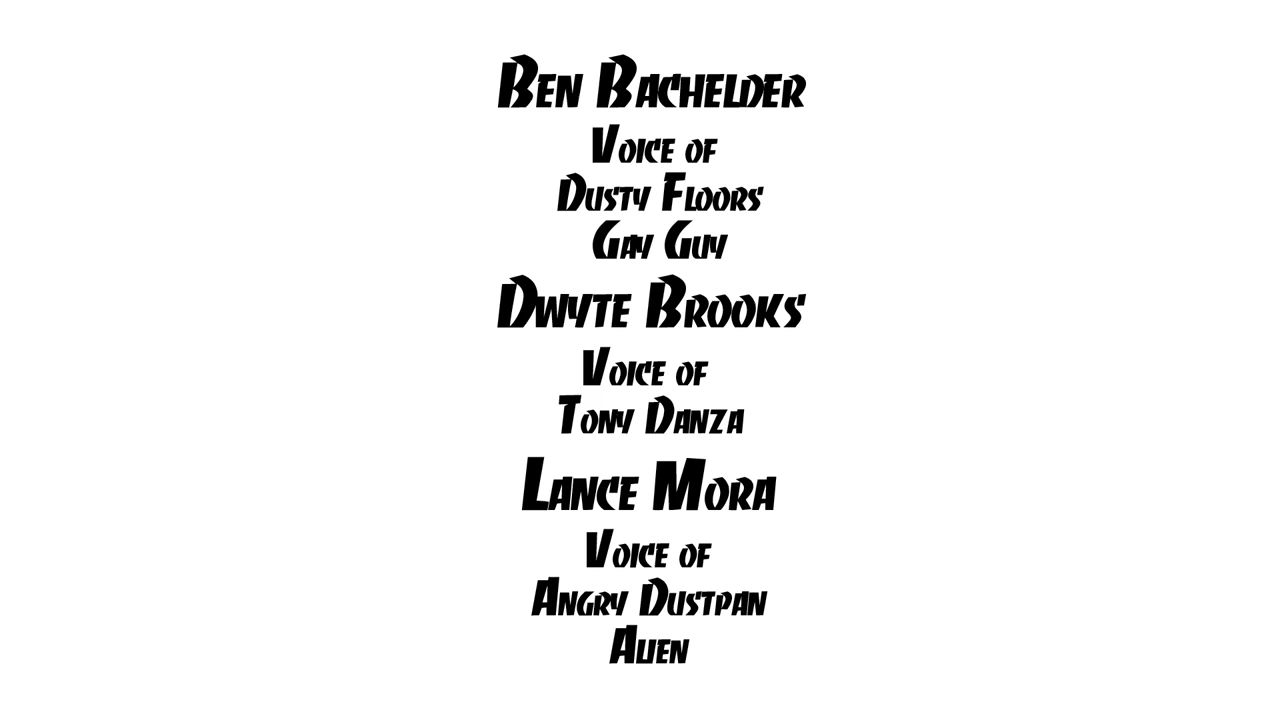 Ben Bachelder
Voice of
Dusty Floors
Gay Guy
Dwyte Brooks
Voice of
Tony Danza
Lance Mora
Voice of
Angry Dustpan
Alien